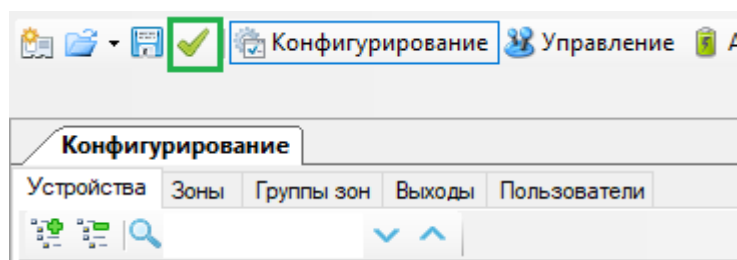 Конфигурирование Управление А
Конфигурирование
Устройства Зоны Группы зон Выходы Пользователи